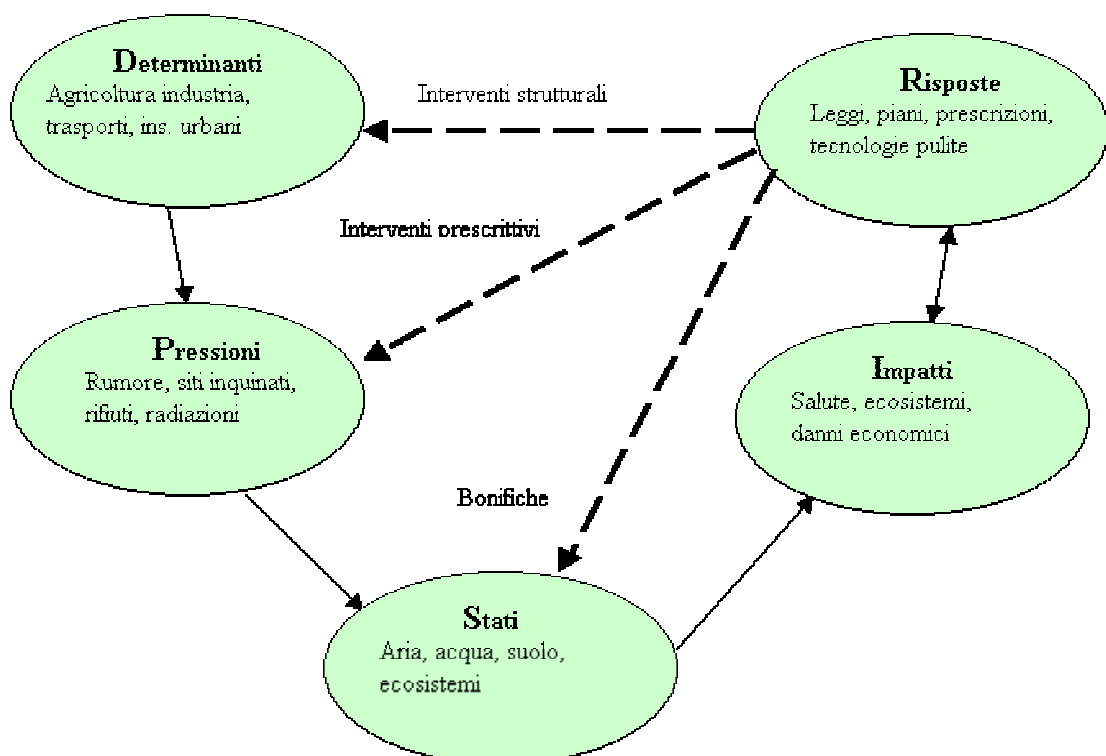 Determinanti
Agricoltura industria,
trasporti, ins. urbani
Interventi strutturali
Risposte
Leggi, piani, prescrizioni,
tecnologie pulite
Interventi prescrittivi
Pressioni
Rumore, siti inquinati,
rifiuti, radiazioni
Impatti
Salute, ecosistemi,
danni economici
Bonifiche
Stati
Aria, acqua, suolo,
ecosistemi